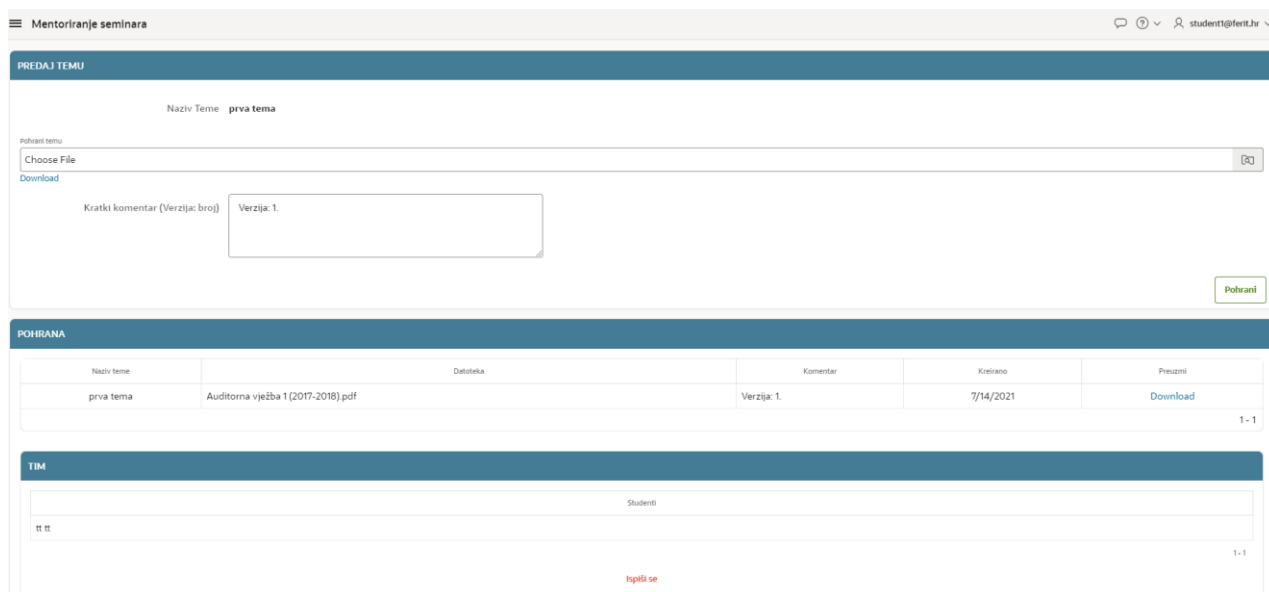 Mentoriranje seminara
student1@ferit.hr
PREDAJ TEMU
Naziv Teme prva tema
Pohrani temu
Choose File
Download
Kratki komentar (Verzija: broj) Verzija: 1.
Pohrani
POHRANA
Naziv teme Datoteka Komentar Kreirano Preuzmi
prva tema Auditorna vježba 1 (2017-2018).pdf Verzija: 1. 7/14/2021 Download
1 - 1
TIM
Studenti
tt tt
1 - 1
Ispiši se